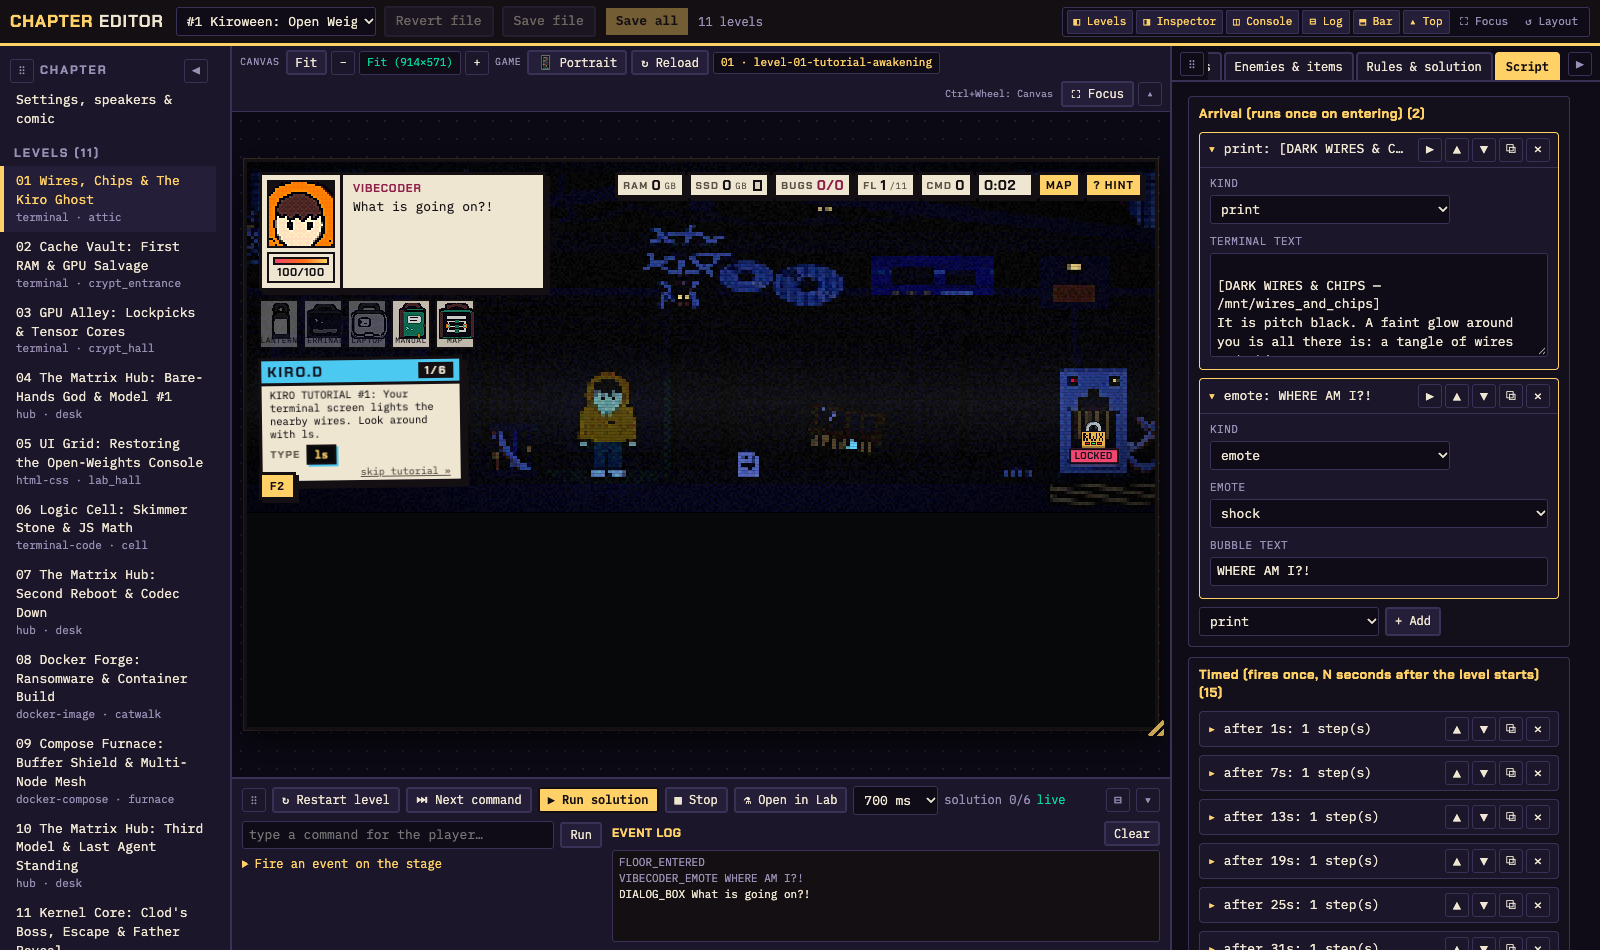 CHAPTER EDITOR
#1 Kiroween: Open Weig
Revert file
Save file
Save all
11 levels
Levels
Inspector
Console
Log
Bar
Top
Focus
Layout
CHAPTER
Settings, speakers &
comic
LEVELS (11)
01 Wires, Chips & The
Kiro Ghost
terminal · attic
02 Cache Vault: First
RAM & GPU Salvage
terminal · crypt_entrance
03 GPU Alley: Lockpicks
& Tensor Cores
terminal · crypt_hall
04 The Matrix Hub: Bare-
Hands God & Model #1
hub · desk
05 UI Grid: Restoring
the Open-Weights Console
html-css · lab_hall
06 Logic Cell: Skimmer
Stone & JS Math
terminal-code · cell
07 The Matrix Hub:
Second Reboot & Codec
Down
hub · desk
08 Docker Forge:
Ransomware & Container
Build
docker-image · catwalk
09 Compose Furnace:
Buffer Shield & Multi-
Node Mesh
docker-compose · furnace
10 The Matrix Hub: Third
Model & Last Agent
Standing
hub · desk
11 Kernel Core: Clod's
Boss, Escape & Father
Reveal
CANVAS
Fit
−
Fit (914×571)
+
GAME
Portrait
↻ Reload
01 · level-01-tutorial-awakening
Ctrl+Wheel: Canvas
Focus
VIBECODER
What is going on?!
100/100
RAM 0 GB
SSD 0 GB
BUGS 0/0
FL 1 /11
CMD 0
0:02
MAP
? HINT
LANTERN
TERMINAL
LAPTOP
MANUAL
MAP
KIRO.D
1/6
KIRO TUTORIAL #1: Your
terminal screen lights the
nearby wires. Look around
with ls.
TYPE ls
skip tutorial »
F2
LOCKED
↻ Restart level
Next command
▶ Run solution
■ Stop
Open in Lab
700 ms
solution 0/6 live
type a command for the player…
Run
▶ Fire an event on the stage
EVENT LOG
Clear
FLOOR_ENTERED
VIBECODER_EMOTE WHERE AM I?!
DIALOG_BOX What is going on?!
Enemies & items
Rules & solution
Script
Arrival (runs once on entering) (2)
print: [DARK WIRES & C…
KIND
print
TERMINAL TEXT
[DARK WIRES & CHIPS —
/mnt/wires_and_chips]
It is pitch black. A faint glow around
you is all there is: a tangle of wires
emote: WHERE AM I?!
KIND
emote
EMOTE
shock
BUBBLE TEXT
WHERE AM I?!
print
+ Add
Timed (fires once, N seconds after the level starts)
(15)
after 1s: 1 step(s)
after 7s: 1 step(s)
after 13s: 1 step(s)
after 19s: 1 step(s)
after 25s: 1 step(s)
after 31s: 1 step(s)